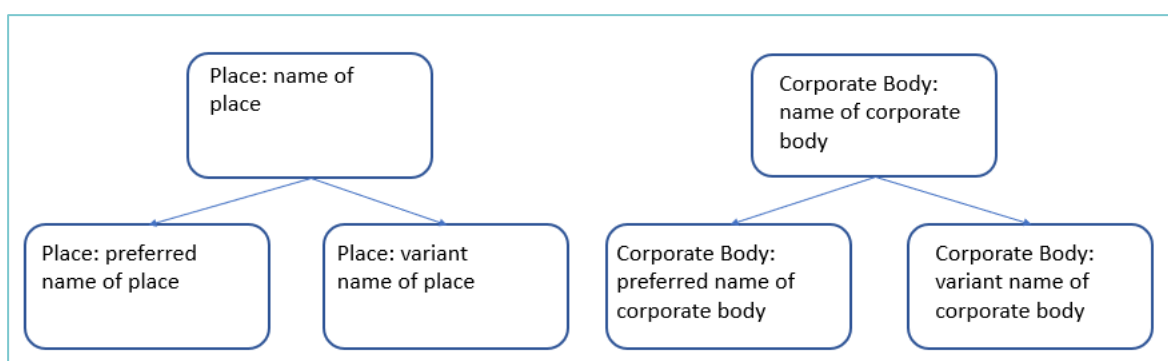 Place: name of
place
Corporate Body:
name of corporate
body
Place: preferred
name of place
Place: variant
name of place
Corporate Body:
preferred name of
corporate body
Corporate Body:
variant name of
corporate body